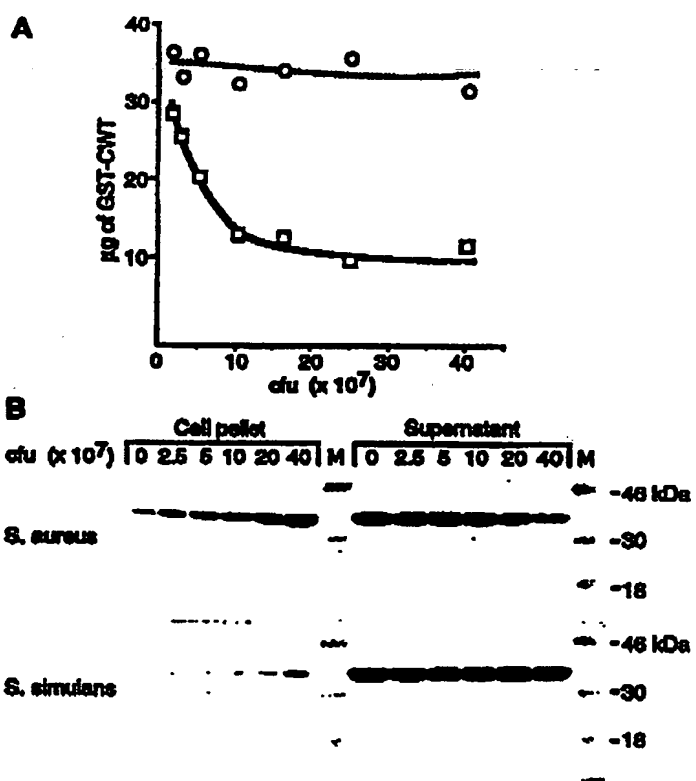 A
40
30
20
10
µg of GST-CWT
0 10 20 30 40
cfu (x 10⁷)
B
Cell pellet Supernatant
cfu (x 10⁷) 0 2.5 5 10 20 40 M 0 2.5 5 10 20 40 M
-46 kDa
S. aureus
-30
-18
-46 kDa
S. simulans
-30
-18